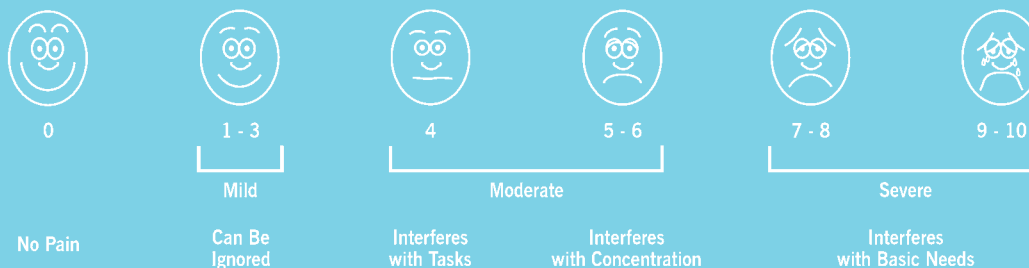 0
1 - 3
4
5 - 6
7 - 8
9 - 10
Mild
Moderate
Severe
No Pain
Can Be
Ignored
Interferes
with Tasks
Interferes
with Concentration
Interferes
with Basic Needs